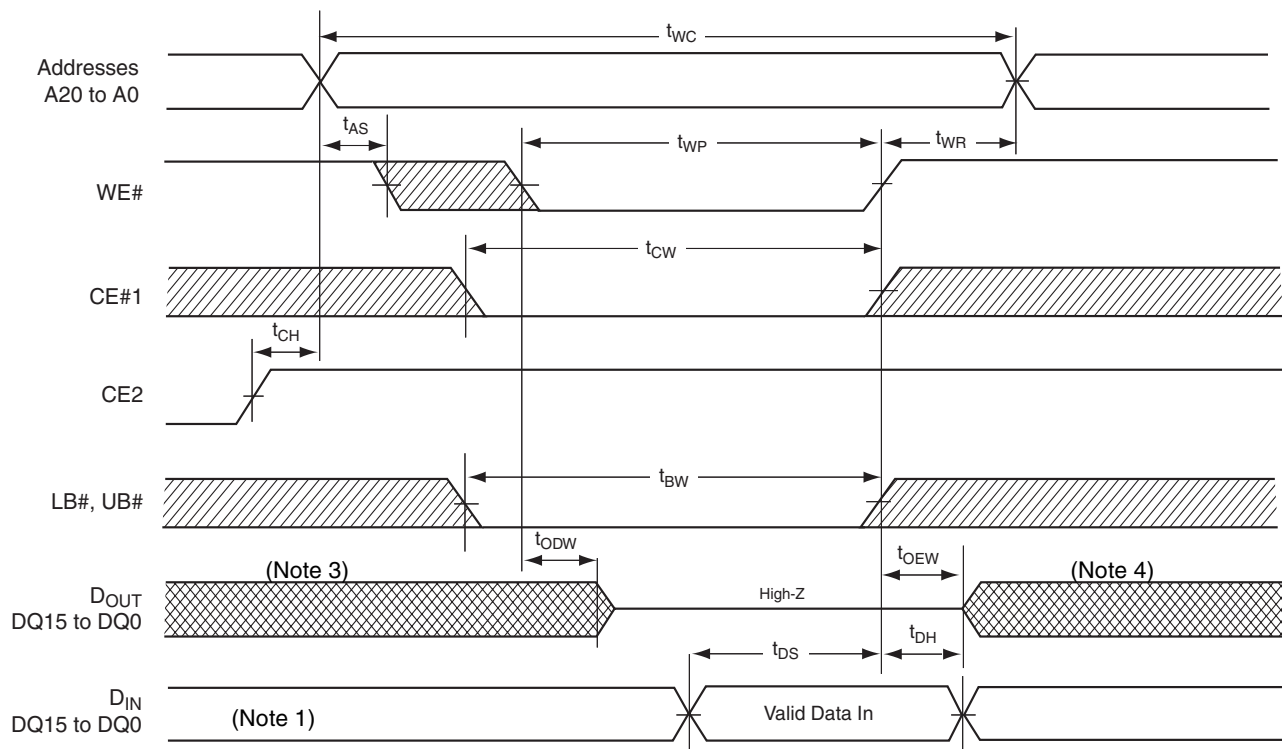 tWC
Addresses
A20 to A0
tAS
tWP
tWR
WE#
tCW
CE#1
tCH
CE2
tBW
LB#, UB#
tODW
tOEW
(Note 3)
(Note 4)
DOUT
DQ15 to DQ0
High-Z
tDS
tDH
DIN
DQ15 to DQ0
(Note 1)
Valid Data In